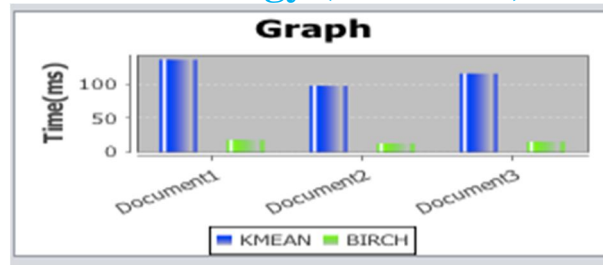 Graph
Time(ms)
100
50
0
Document1
Document2
Document3
KMEAN BIRCH